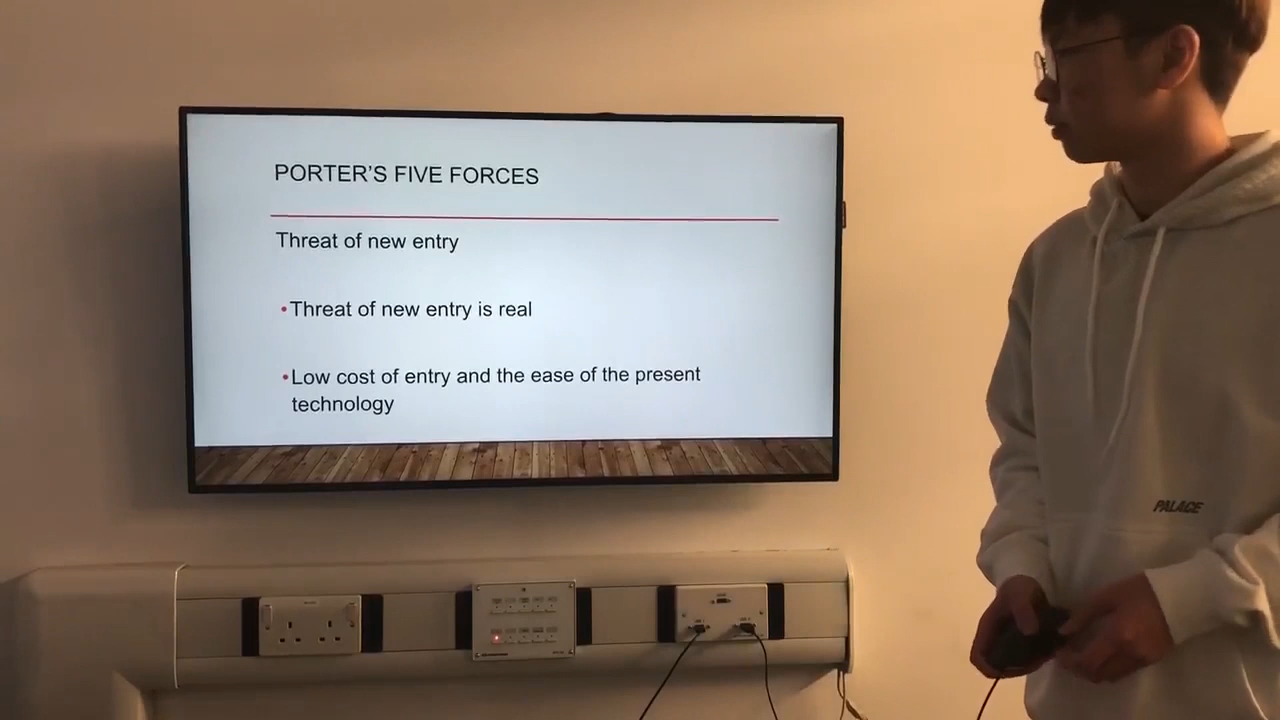 PORTER'S FIVE FORCES
Threat of new entry
•Threat of new entry is real
•Low cost of entry and the ease of the present
technology
PALACE